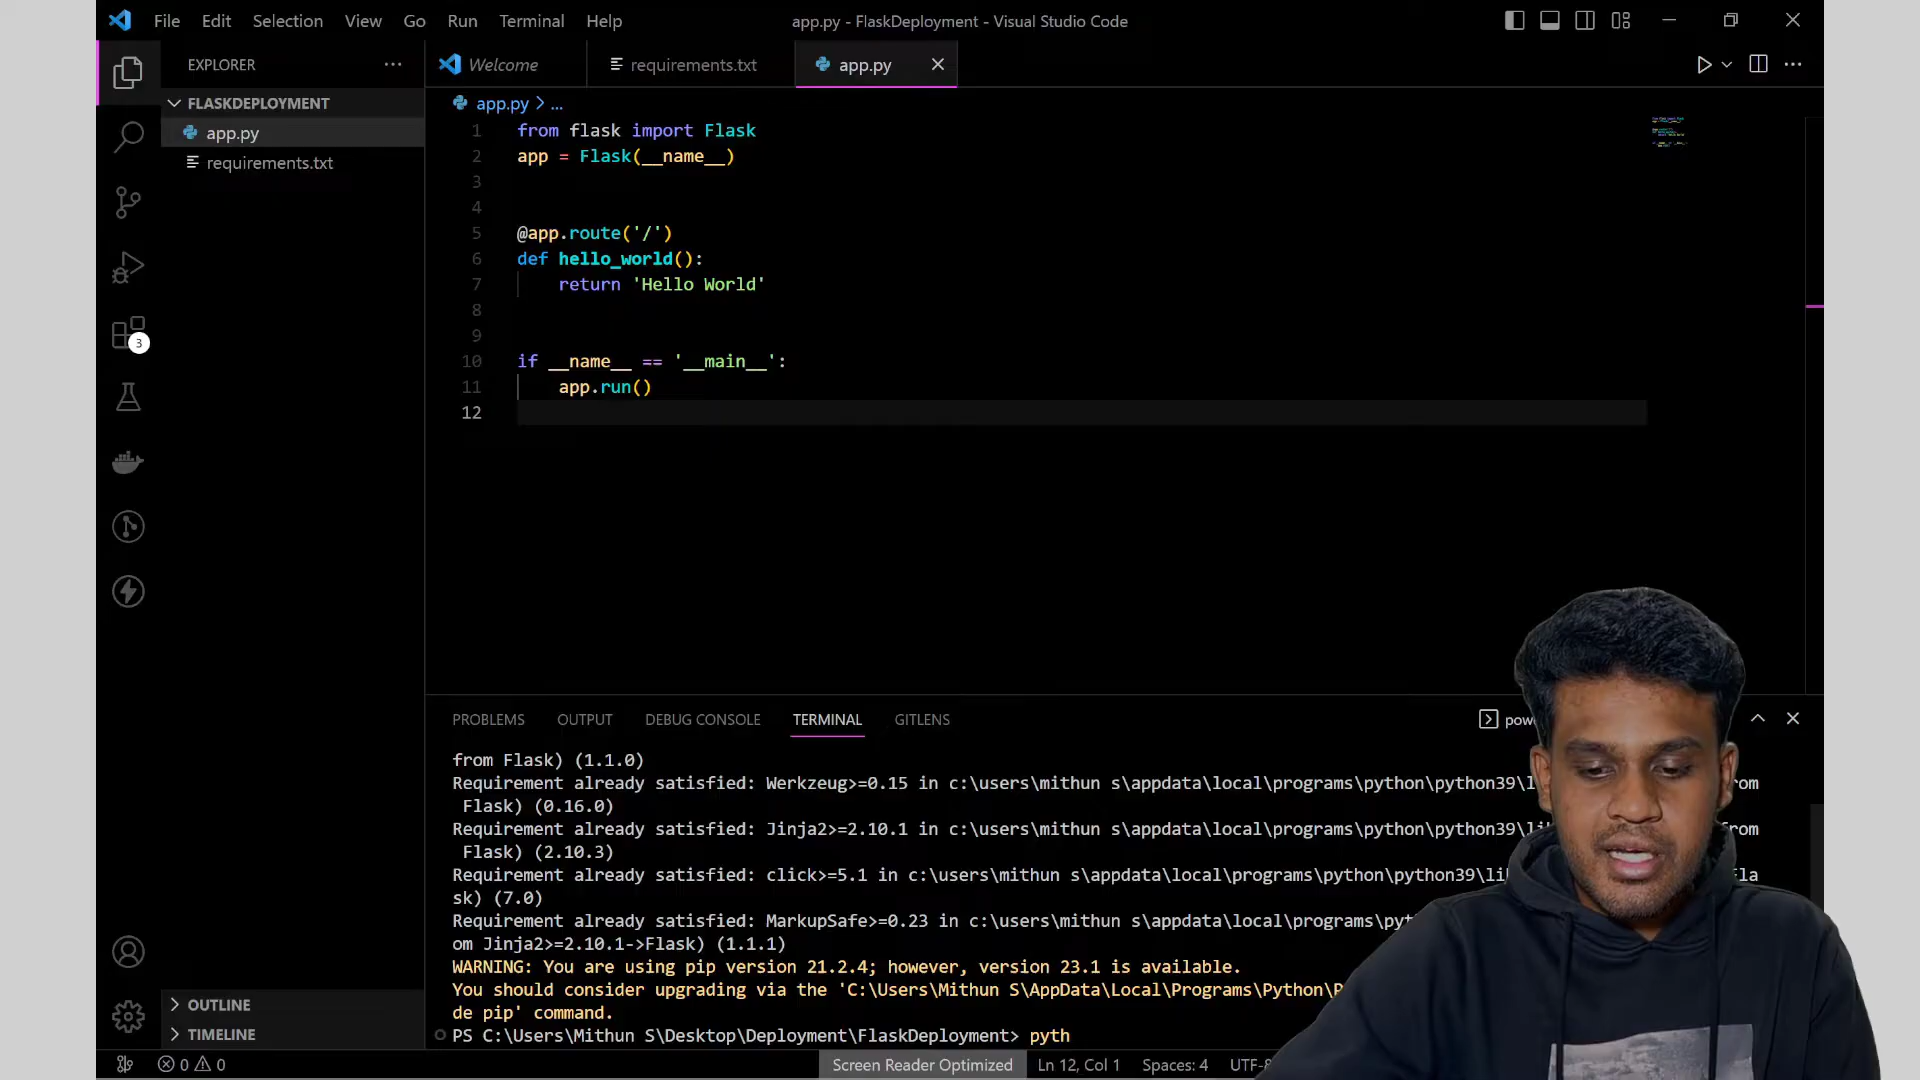 File Edit Selection View Go Run Terminal Help app.py - FlaskDeployment - Visual Studio Code
EXPLORER
Welcome
requirements.txt
app.py
FLASKDEPLOYMENT
app.py
requirements.txt
3
OUTLINE
TIMELINE
app.py > ...
1 from flask import Flask
2 app = Flask(__name__)
3
4
5 @app.route('/')
6 def hello_world():
7 return 'Hello World'
8
9
10 if __name__ == '__main__':
11 app.run()
12
PROBLEMS OUTPUT DEBUG CONSOLE TERMINAL GITLENS
from Flask) (1.1.0)
Requirement already satisfied: Werkzeug>=0.15 in c:\users\mithun s\appdata\local\programs\python\python39\
Flask) (0.16.0)
Requirement already satisfied: Jinja2>=2.10.1 in c:\users\mithun s\appdata\local\programs\python\python39\
Flask) (2.10.3)
Requirement already satisfied: click>=5.1 in c:\users\mithun s\appdata\local\programs\python\python39\
sk) (7.0)
Requirement already satisfied: MarkupSafe>=0.23 in c:\users\mithun s\appdata\local\programs\
om Jinja2>=2.10.1->Flask) (1.1.1)
WARNING: You are using pip version 21.2.4; however, version 23.1 is available.
You should consider upgrading via the 'C:\Users\Mithun S\AppData\Local\Programs\Python\
de pip' command.
PS C:\Users\Mithun S\Desktop\Deployment\FlaskDeployment> pyth
0 0 Screen Reader Optimized Ln 12, Col 1 Spaces: 4